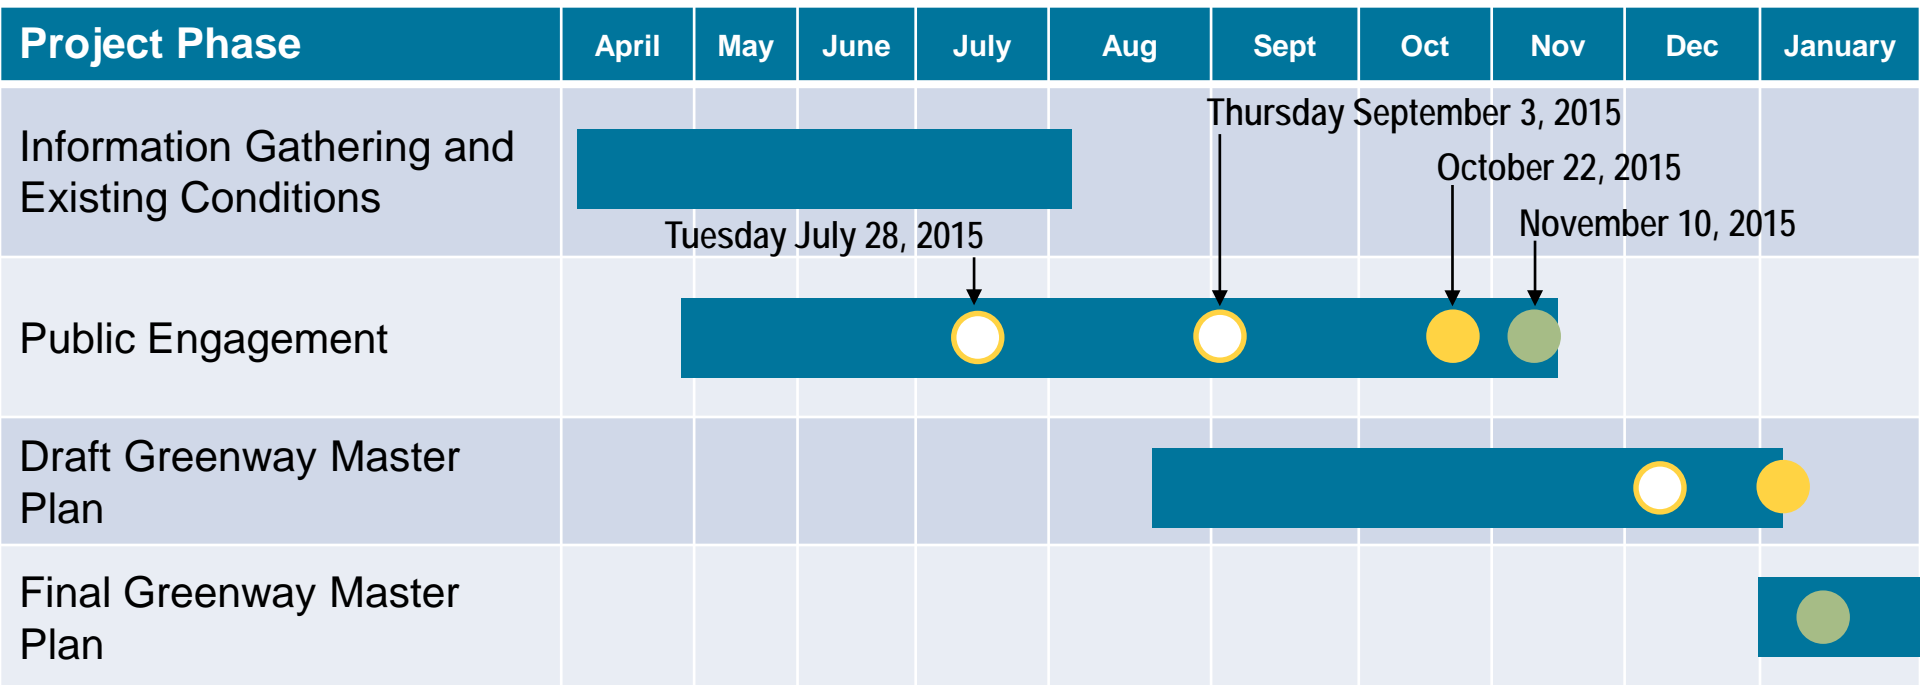 Project Phase April May June July Aug Sept Oct Nov Dec January
Information Gathering and
Existing Conditions
Thursday September 3, 2015
October 22, 2015
November 10, 2015
Tuesday July 28, 2015
Public Engagement
Draft Greenway Master
Plan
Final Greenway Master
Plan